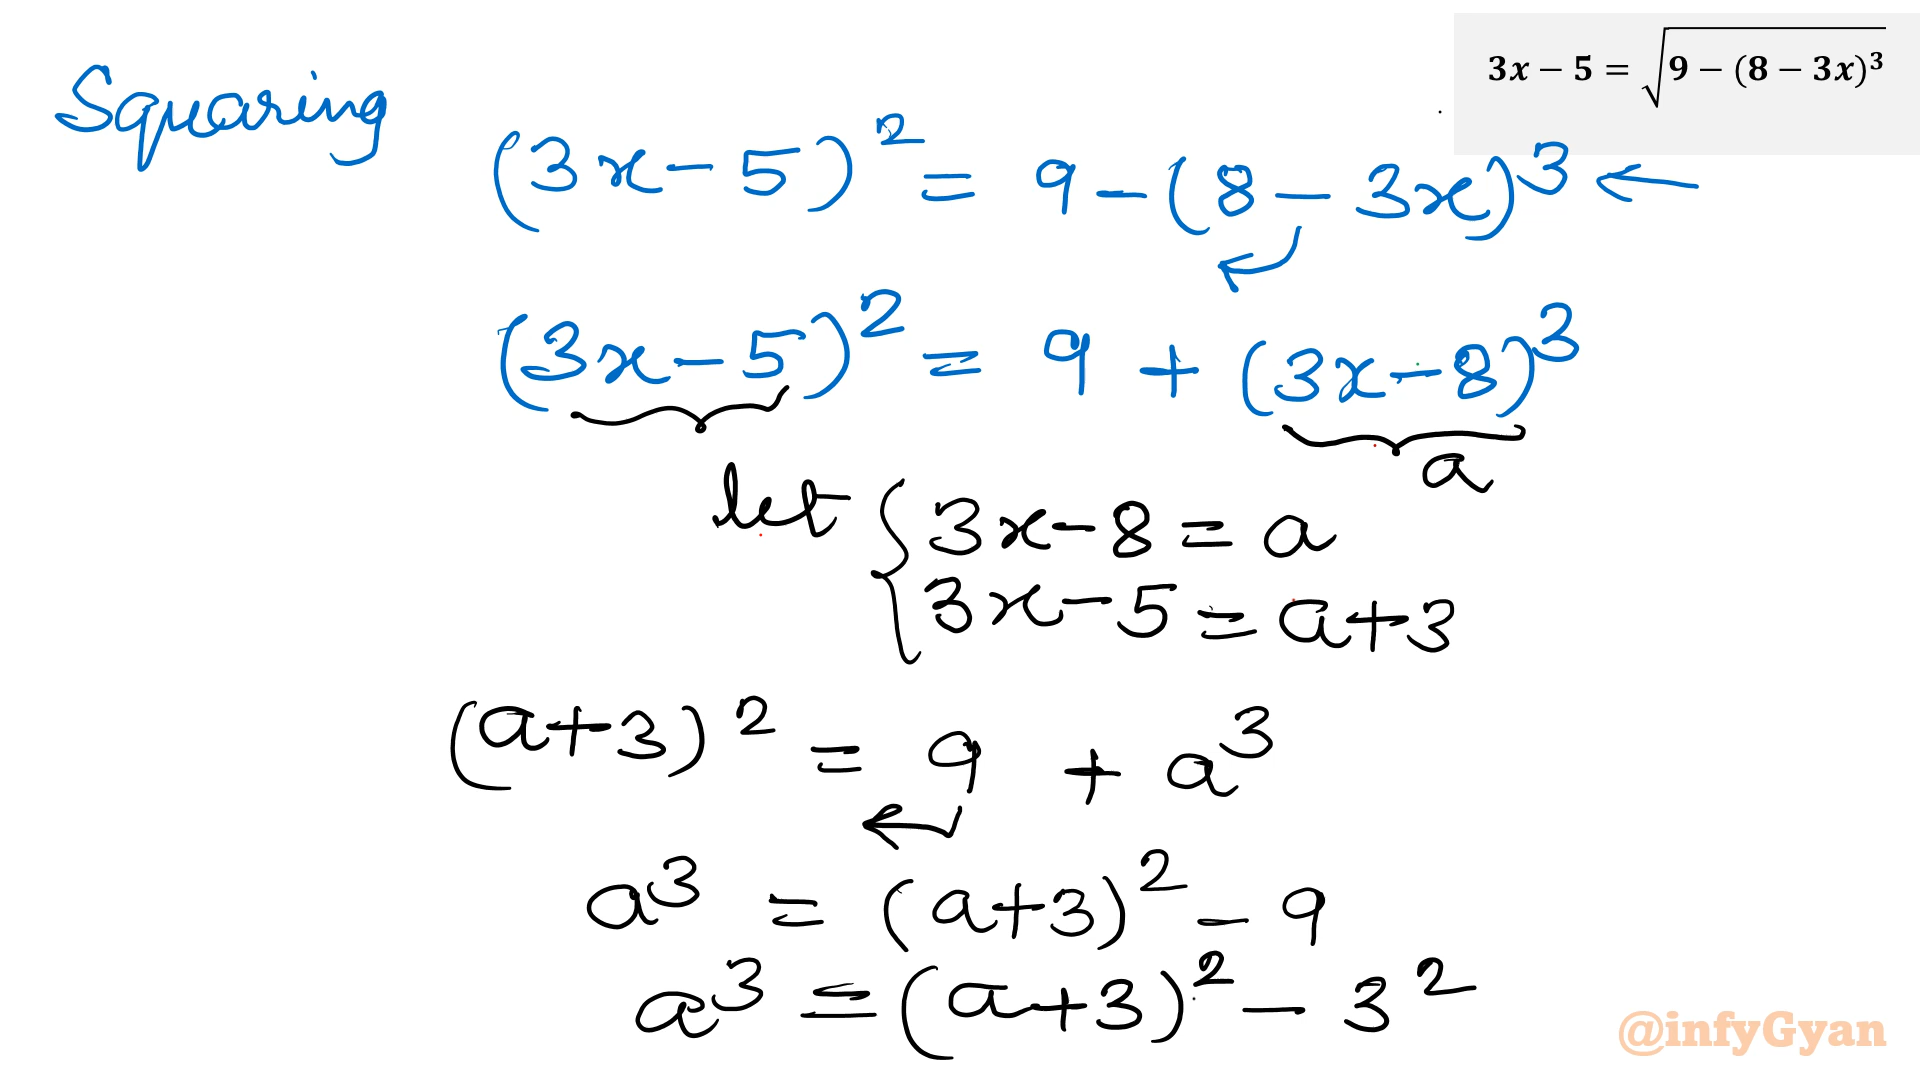 3x − 5 = √(9 − (8 − 3x)³)
Squaring
(3x − 5)² = 9 − (8 − 3x)³ ←
(3x − 5)² = 9 + (3x − 8)³
a
let { 3x − 8 = a
3x − 5 = a + 3
(a + 3)² = 9 + a³
a³ = (a + 3)² − 9
a³ = (a + 3)² − 3²
@infyGyan